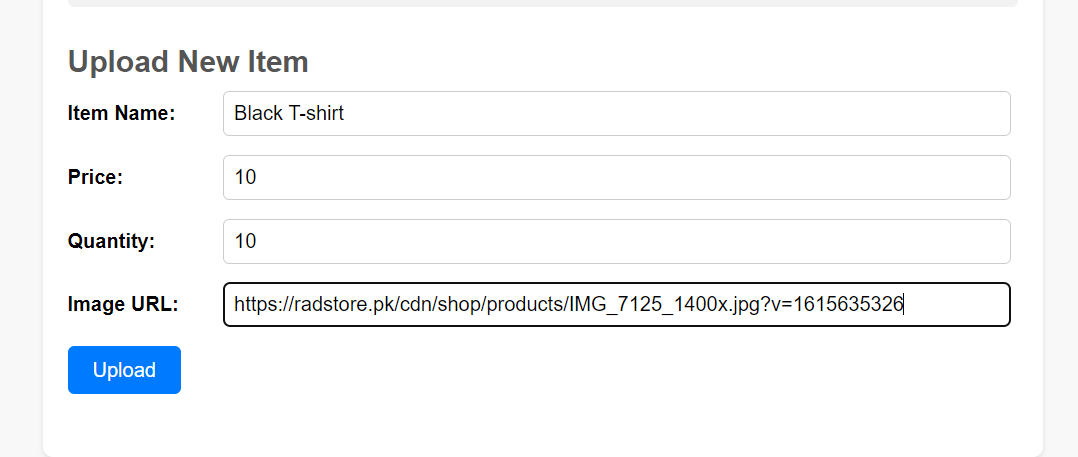 Upload New Item
Item Name: Black T-shirt
Price: 10
Quantity: 10
Image URL: https://radstore.pk/cdn/shop/products/IMG_7125_1400x.jpg?v=1615635326
Upload